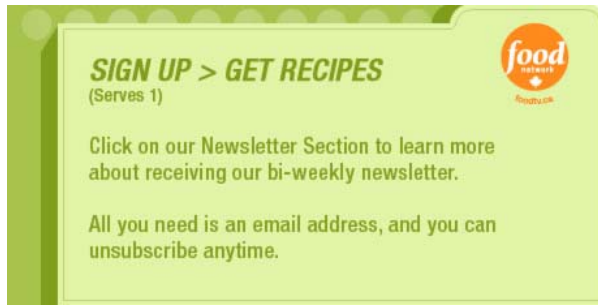 SIGN UP > GET RECIPES
(Serves 1)
food
network
foodtv.ca
Click on our Newsletter Section to learn more
about receiving our bi-weekly newsletter.
All you need is an email address, and you can
unsubscribe anytime.